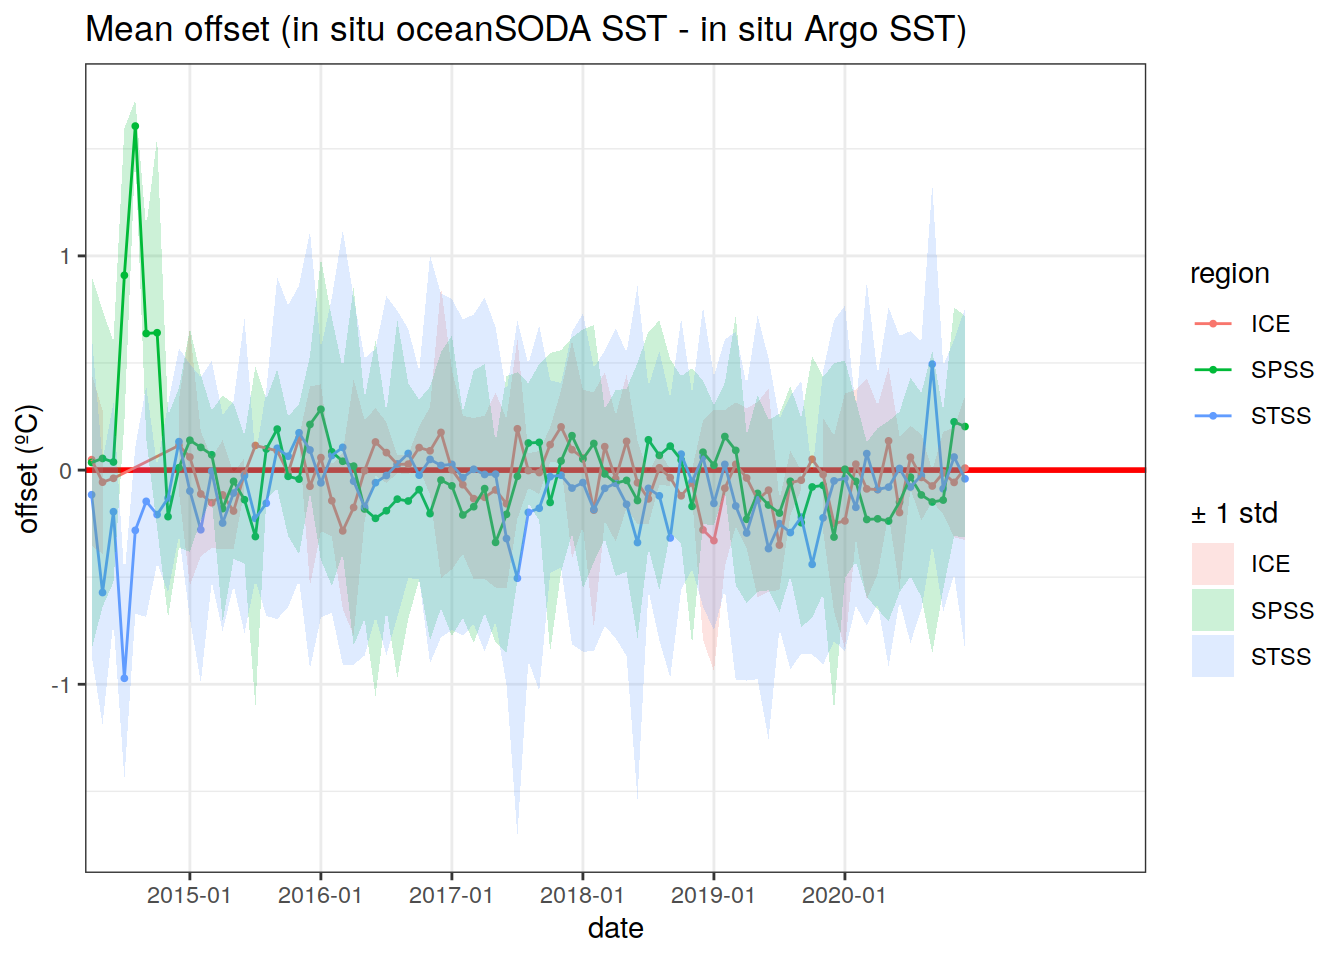 Mean offset (in situ oceanSODA SST - in situ Argo SST)
offset (ºC)
1
0
-1
2015-01
2016-01
2017-01
2018-01
2019-01
2020-01
date
region
ICE
SPSS
STSS
± 1 std
ICE
SPSS
STSS